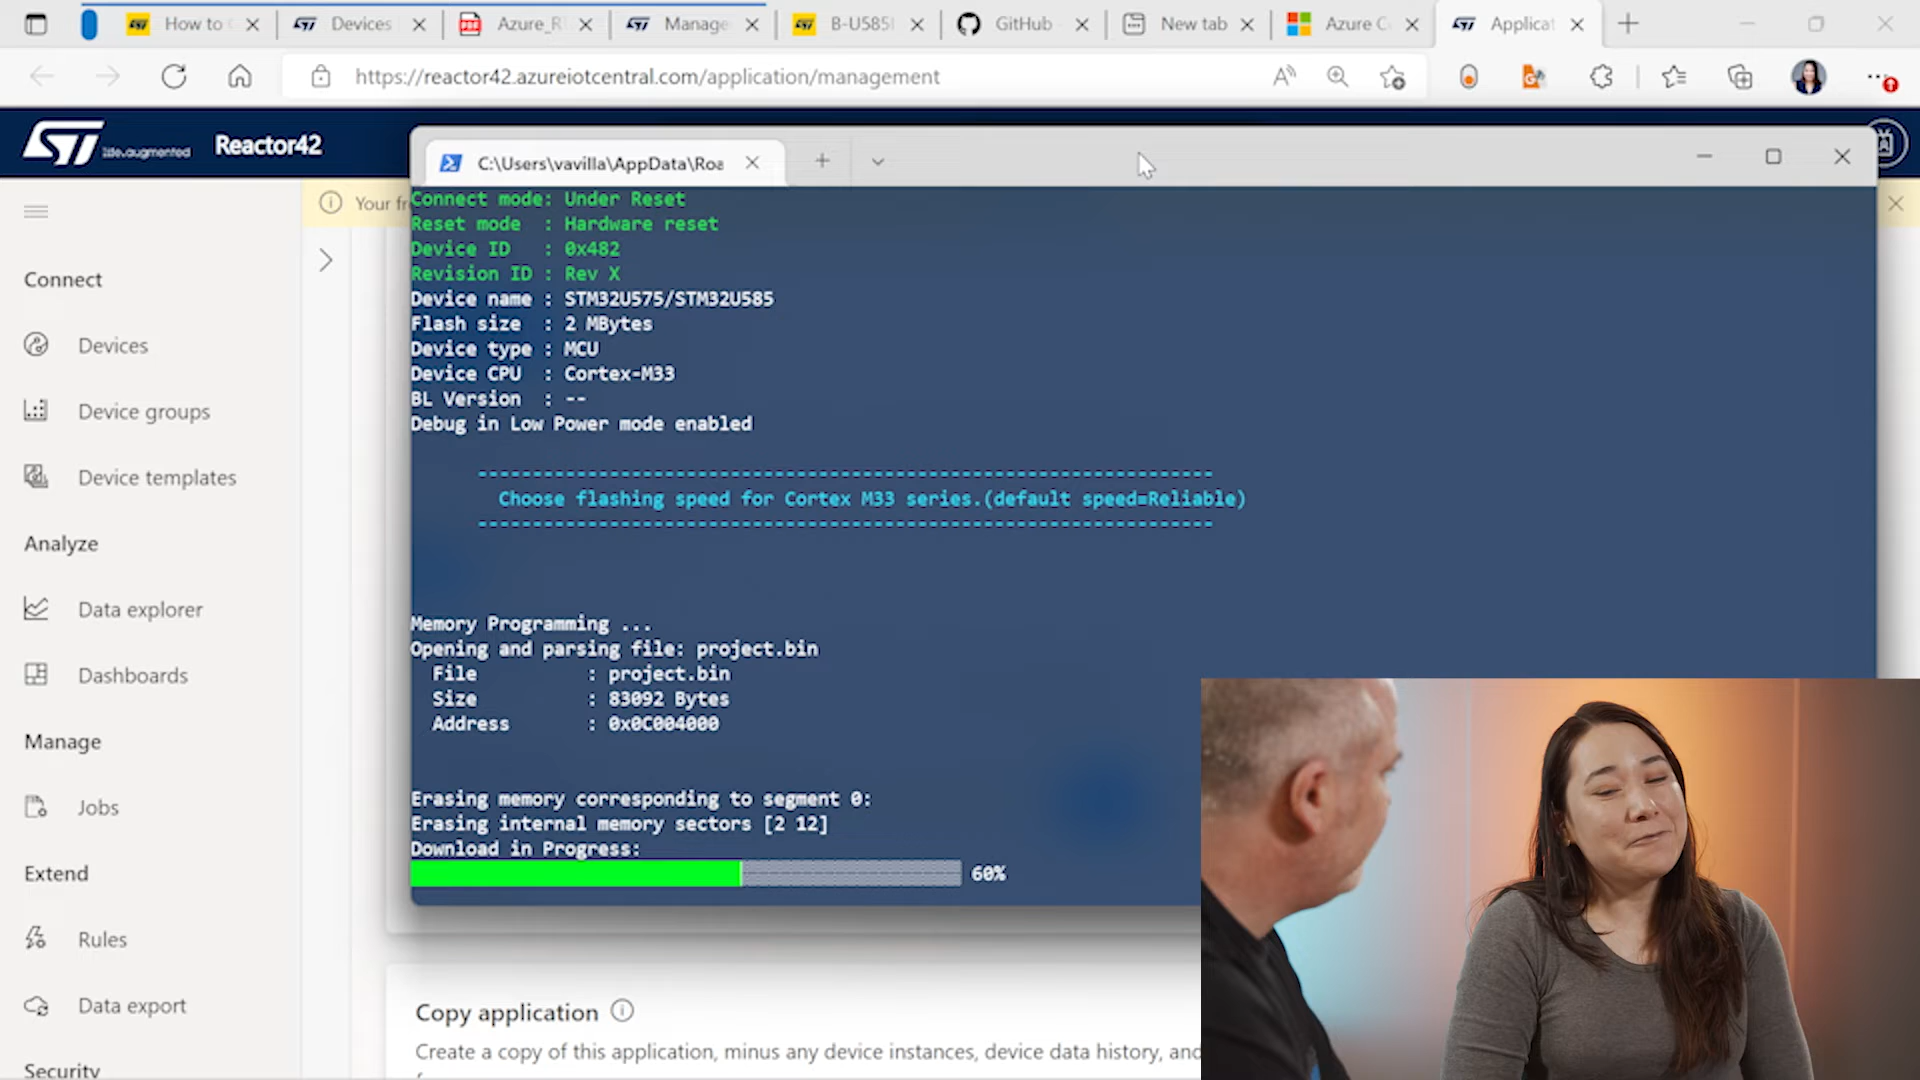 How to
Devices
Azure_R
Manage
B-U585I
GitHub
New tab
Azure C
Applicat
https://reactor42.azureiotcentral.com/application/management
ST life.augmented
Reactor42
C:\Users\vavilla\AppData\Roa
Your fr
Connect
Devices
Device groups
Device templates
Analyze
Data explorer
Dashboards
Manage
Jobs
Extend
Rules
Data export
Security
Connect mode: Under Reset
Reset mode : Hardware reset
Device ID : 0x482
Revision ID : Rev X
Device name : STM32U575/STM32U585
Flash size : 2 MBytes
Device type : MCU
Device CPU : Cortex-M33
BL Version : --
Debug in Low Power mode enabled
--------------------------------------------------------------------
Choose flashing speed for Cortex M33 series.(default speed=Reliable)
--------------------------------------------------------------------
Memory Programming ...
Opening and parsing file: project.bin
File : project.bin
Size : 83092 Bytes
Address : 0x0C004000
Erasing memory corresponding to segment 0:
Erasing internal memory sectors [2 12]
Download in Progress:
60%
Copy application
Create a copy of this application, minus any device instances, device data history, and